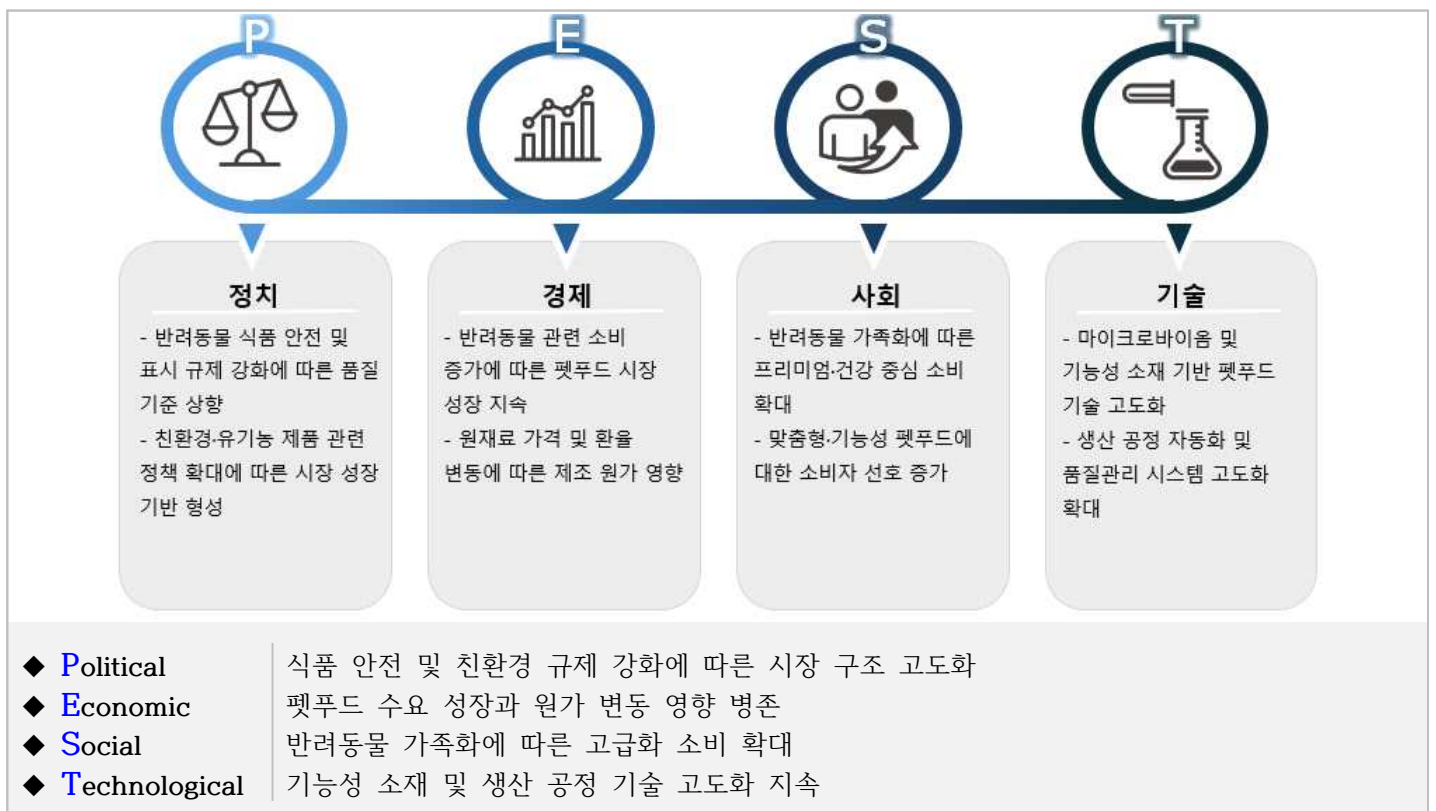 P E S T
정치
- 반려동물 식품 안전 및
표시 규제 강화에 따른 품질
기준 상향
- 친환경·유기농 제품 관련
정책 확대에 따른 시장 성장
기반 형성
경제
- 반려동물 관련 소비
증가에 따른 펫푸드 시장
성장 지속
- 원재료 가격 및 환율
변동에 따른 제조 원가 영향
사회
- 반려동물 가족화에 따른
프리미엄·건강 중심 소비
확대
- 맞춤형·기능성 펫푸드에
대한 소비자 선호 증가
기술
- 마이크로바이옴 및
기능성 소재 기반 펫푸드
기술 고도화
- 생산 공정 자동화 및
품질관리 시스템 고도화
확대
◆ Political 식품 안전 및 친환경 규제 강화에 따른 시장 구조 고도화
◆ Economic 펫푸드 수요 성장과 원가 변동 영향 병존
◆ Social 반려동물 가족화에 따른 고급화 소비 확대
◆ Technological 기능성 소재 및 생산 공정 기술 고도화 지속